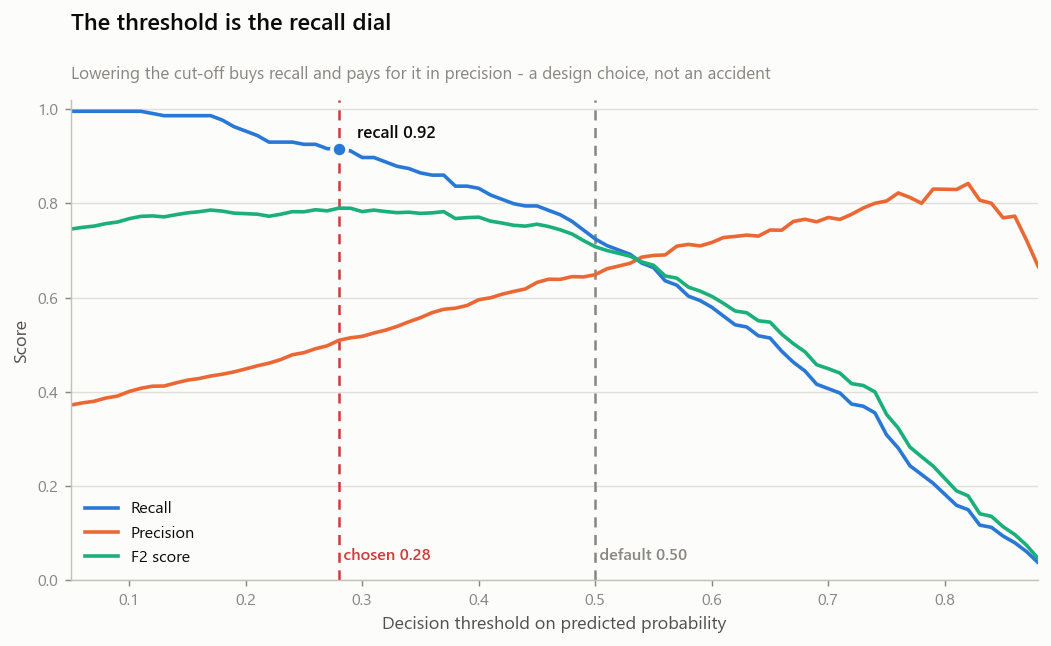 The threshold is the recall dial
Lowering the cut-off buys recall and pays for it in precision - a design choice, not an accident
1.0
0.8
0.6
0.4
0.2
0.0
Score
recall 0.92
Recall
Precision
F2 score
chosen 0.28
default 0.50
0.1 0.2 0.3 0.4 0.5 0.6 0.7 0.8
Decision threshold on predicted probability